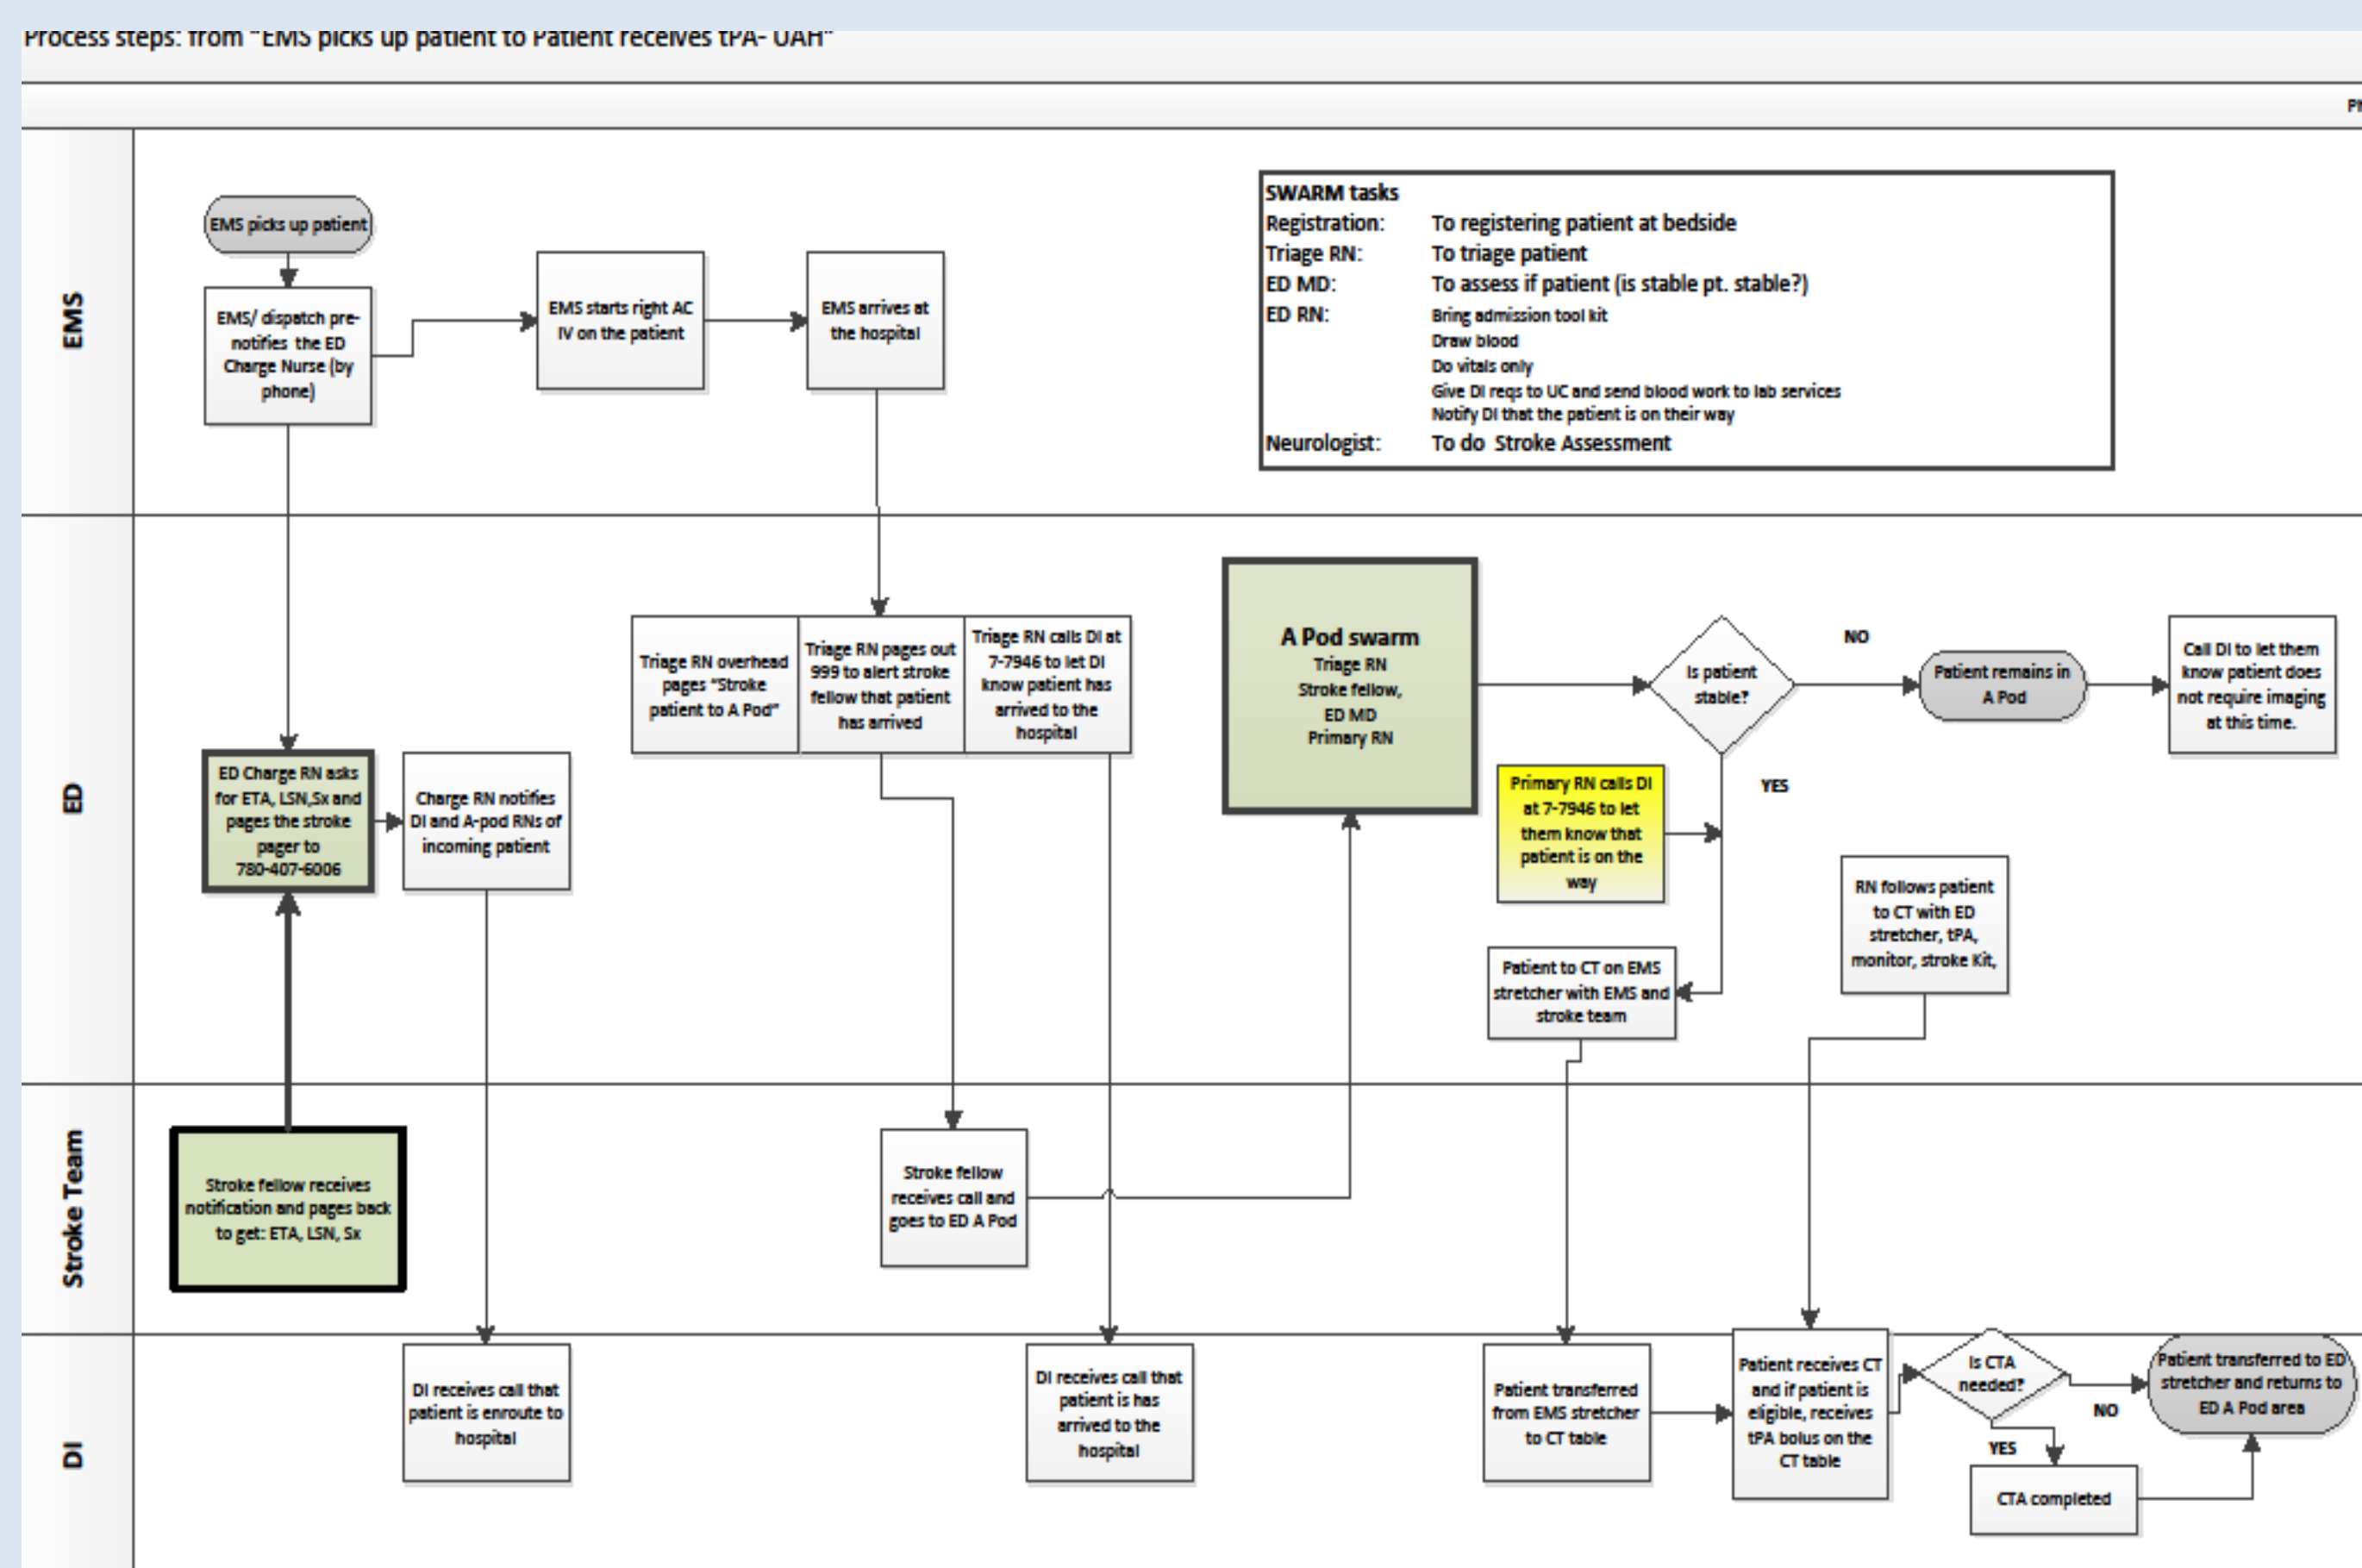 Process steps: from "EMS picks up patient to Patient receives tPA- UAH"
EMS
EMS picks up patient
EMS/ dispatch pre-
notifies the ED
Charge Nurse (by
phone)
EMS starts right AC
IV on the patient
EMS arrives at
the hospital
SWARM tasks
Registration: To registering patient at bedside
Triage RN: To triage patient
ED MD: To assess if patient (is stable pt. stable?)
ED RN: Bring admission tool kit
Draw blood
Do vitals only
Give DI reqs to UC and send blood work to lab services
Notify DI that the patient is on their way
Neurologist: To do Stroke Assessment
ED
ED Charge RN asks
for ETA, LSN,Sx and
pages the stroke
pager to
780-407-6006
Charge RN notifies
DI and A-pod RNs of
incoming patient
Triage RN overhead
pages "Stroke
patient to A Pod"
Triage RN pages out
999 to alert stroke
fellow that patient
has arrived
Triage RN calls DI at
7-7946 to let DI
know patient has
arrived to the
hospital
A Pod swarm
Triage RN
Stroke fellow,
ED MD
Primary RN
Is patient
stable?
NO
YES
Patient remains in
A Pod
Call DI to let them
know patient does
not require imaging
at this time.
Primary RN calls DI
at 7-7946 to let
them know that
patient is on the
way
Patient to CT on EMS
stretcher with EMS and
stroke team
RN follows patient
to CT with ED
stretcher, tPA,
monitor, stroke Kit,
Stroke Team
Stroke fellow receives
notification and pages back
to get: ETA, LSN, Sx
Stroke fellow
receives call and
goes to ED A Pod
DI
DI receives call that
patient is enroute to
hospital
DI receives call that
patient is has
arrived to the
hospital
Patient transferred
from EMS stretcher
to CT table
Patient receives CT
and if patient is
eligible, receives
tPA bolus on the
CT table
Is CTA
needed?
NO
YES
Patient transferred to ED
stretcher and returns to
ED A Pod area
CTA completed